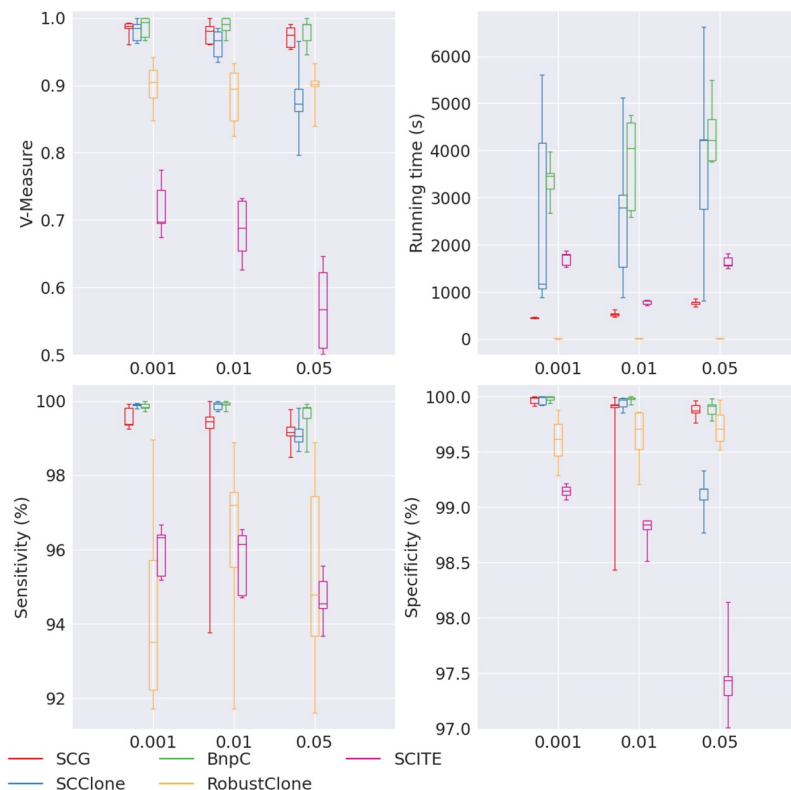 1.0
0.9
0.8
0.7
0.6
0.5
V-Measure
0.001 0.01 0.05
6000
5000
4000
3000
2000
1000
0
Running time (s)
0.001 0.01 0.05
100
98
96
94
92
Sensitivity (%)
0.001 0.01 0.05
100.0
99.5
99.0
98.5
98.0
97.5
97.0
Specificity (%)
0.001 0.01 0.05
SCG BnpC SCITE
SCClone RobustClone